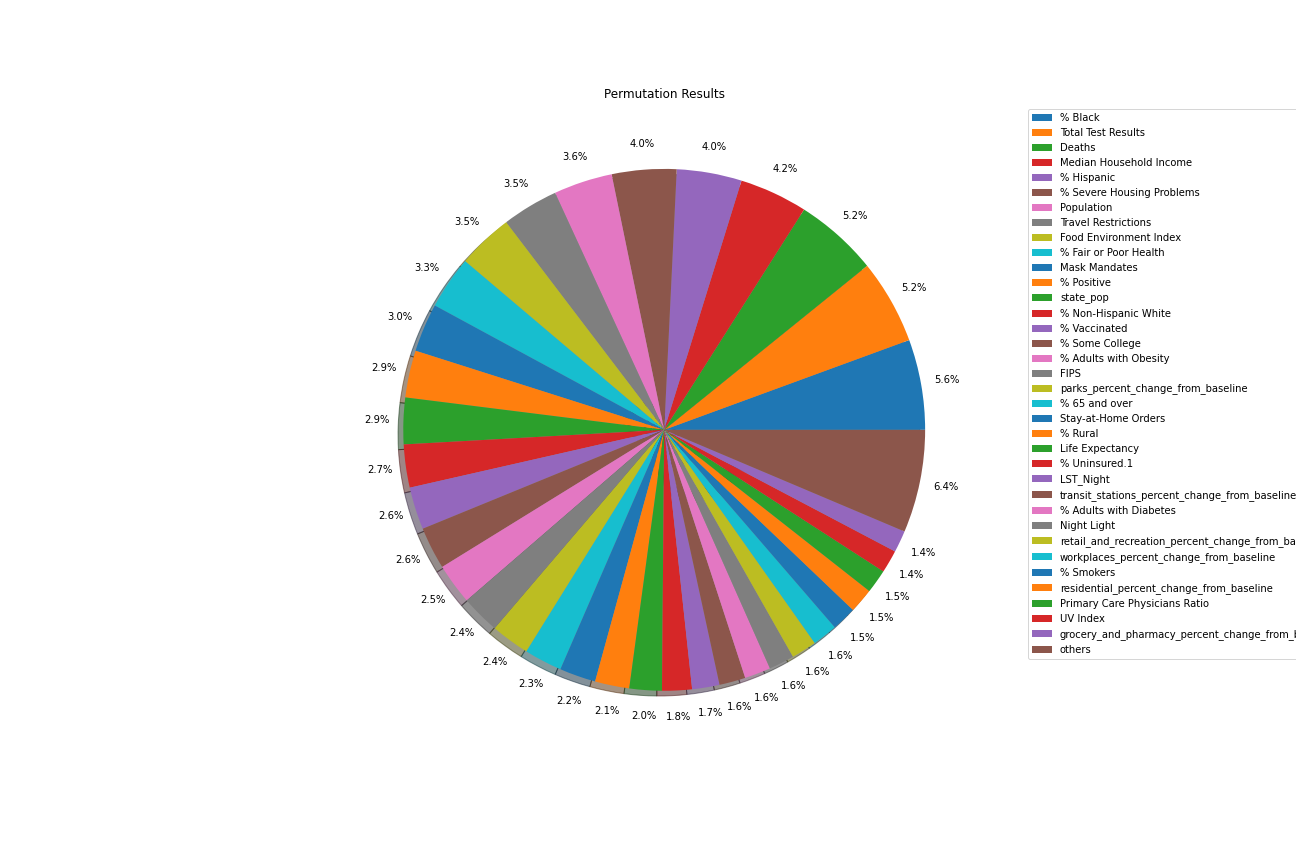 Permutation Results
5.6%
5.2%
5.2%
4.2%
4.0%
4.0%
3.6%
3.5%
3.5%
3.3%
3.0%
2.9%
2.9%
2.7%
2.6%
2.6%
2.5%
2.4%
2.4%
2.3%
2.2%
2.1%
2.0%
1.8%
1.7%
1.6%
1.6%
1.6%
1.6%
1.6%
1.5%
1.5%
1.5%
1.4%
1.4%
6.4%
% Black
Total Test Results
Deaths
Median Household Income
% Hispanic
% Severe Housing Problems
Population
Travel Restrictions
Food Environment Index
% Fair or Poor Health
Mask Mandates
% Positive
state_pop
% Non-Hispanic White
% Vaccinated
% Some College
% Adults with Obesity
FIPS
parks_percent_change_from_baseline
% 65 and over
Stay-at-Home Orders
% Rural
Life Expectancy
% Uninsured.1
LST_Night
transit_stations_percent_change_from_baseline
% Adults with Diabetes
Night Light
retail_and_recreation_percent_change_from_ba
workplaces_percent_change_from_baseline
% Smokers
residential_percent_change_from_baseline
Primary Care Physicians Ratio
UV Index
grocery_and_pharmacy_percent_change_from_b
others